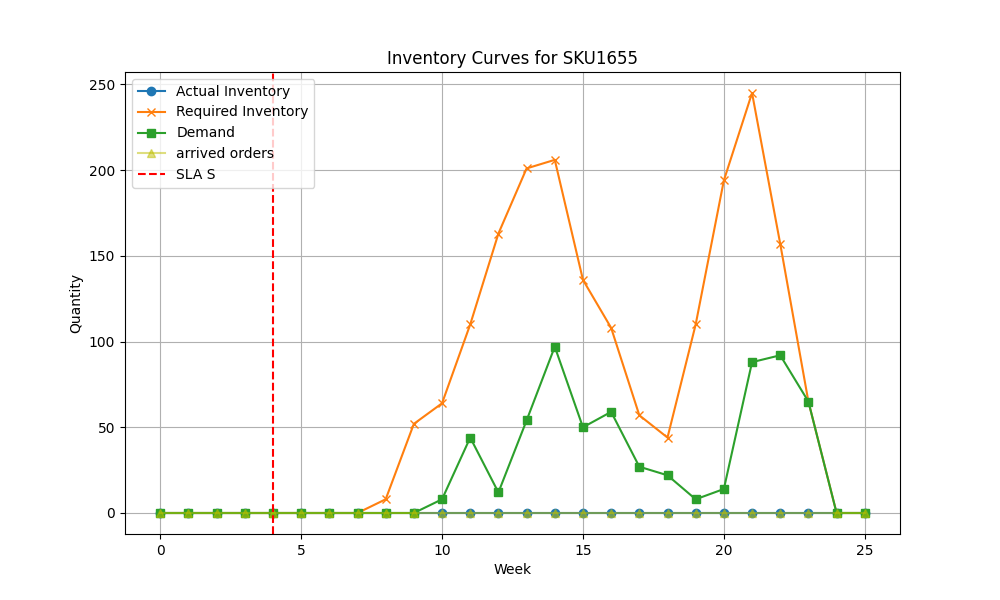 Inventory Curves for SKU1655
250
200
150
100
50
0
Quantity
Actual Inventory
Required Inventory
Demand
arrived orders
SLA S
0 5 10 15 20 25
Week